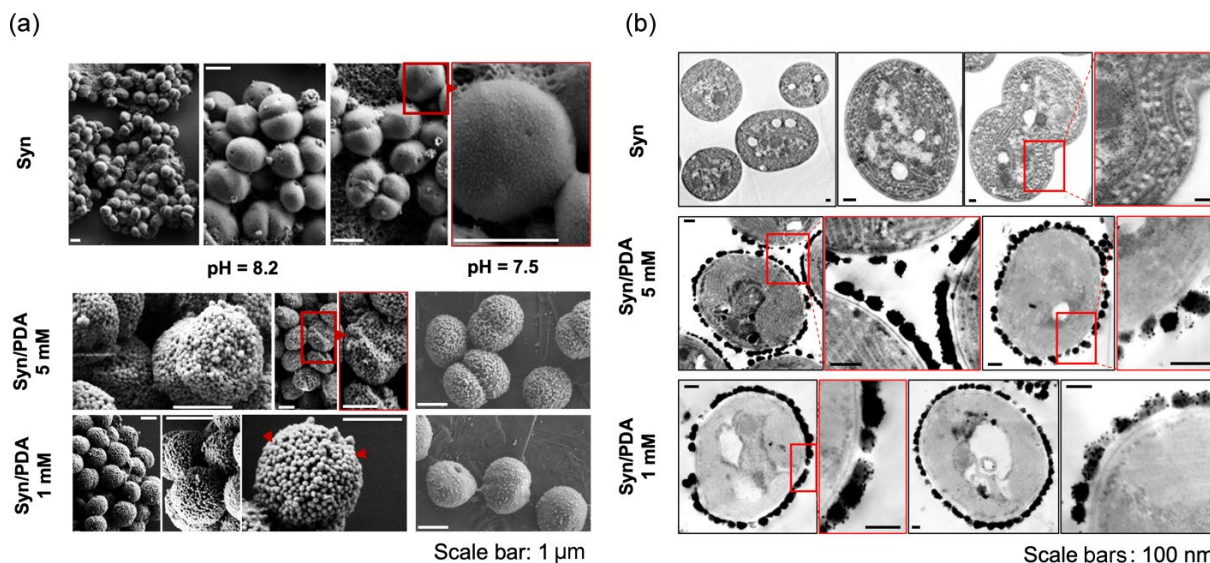 (a)
(b)
Syn
pH = 8.2
pH = 7.5
Syn/PDA
5 mM
Syn/PDA
1 mM
Scale bar: 1 µm
Syn
Syn/PDA
5 mM
Syn/PDA
1 mM
Scale bars: 100 nm